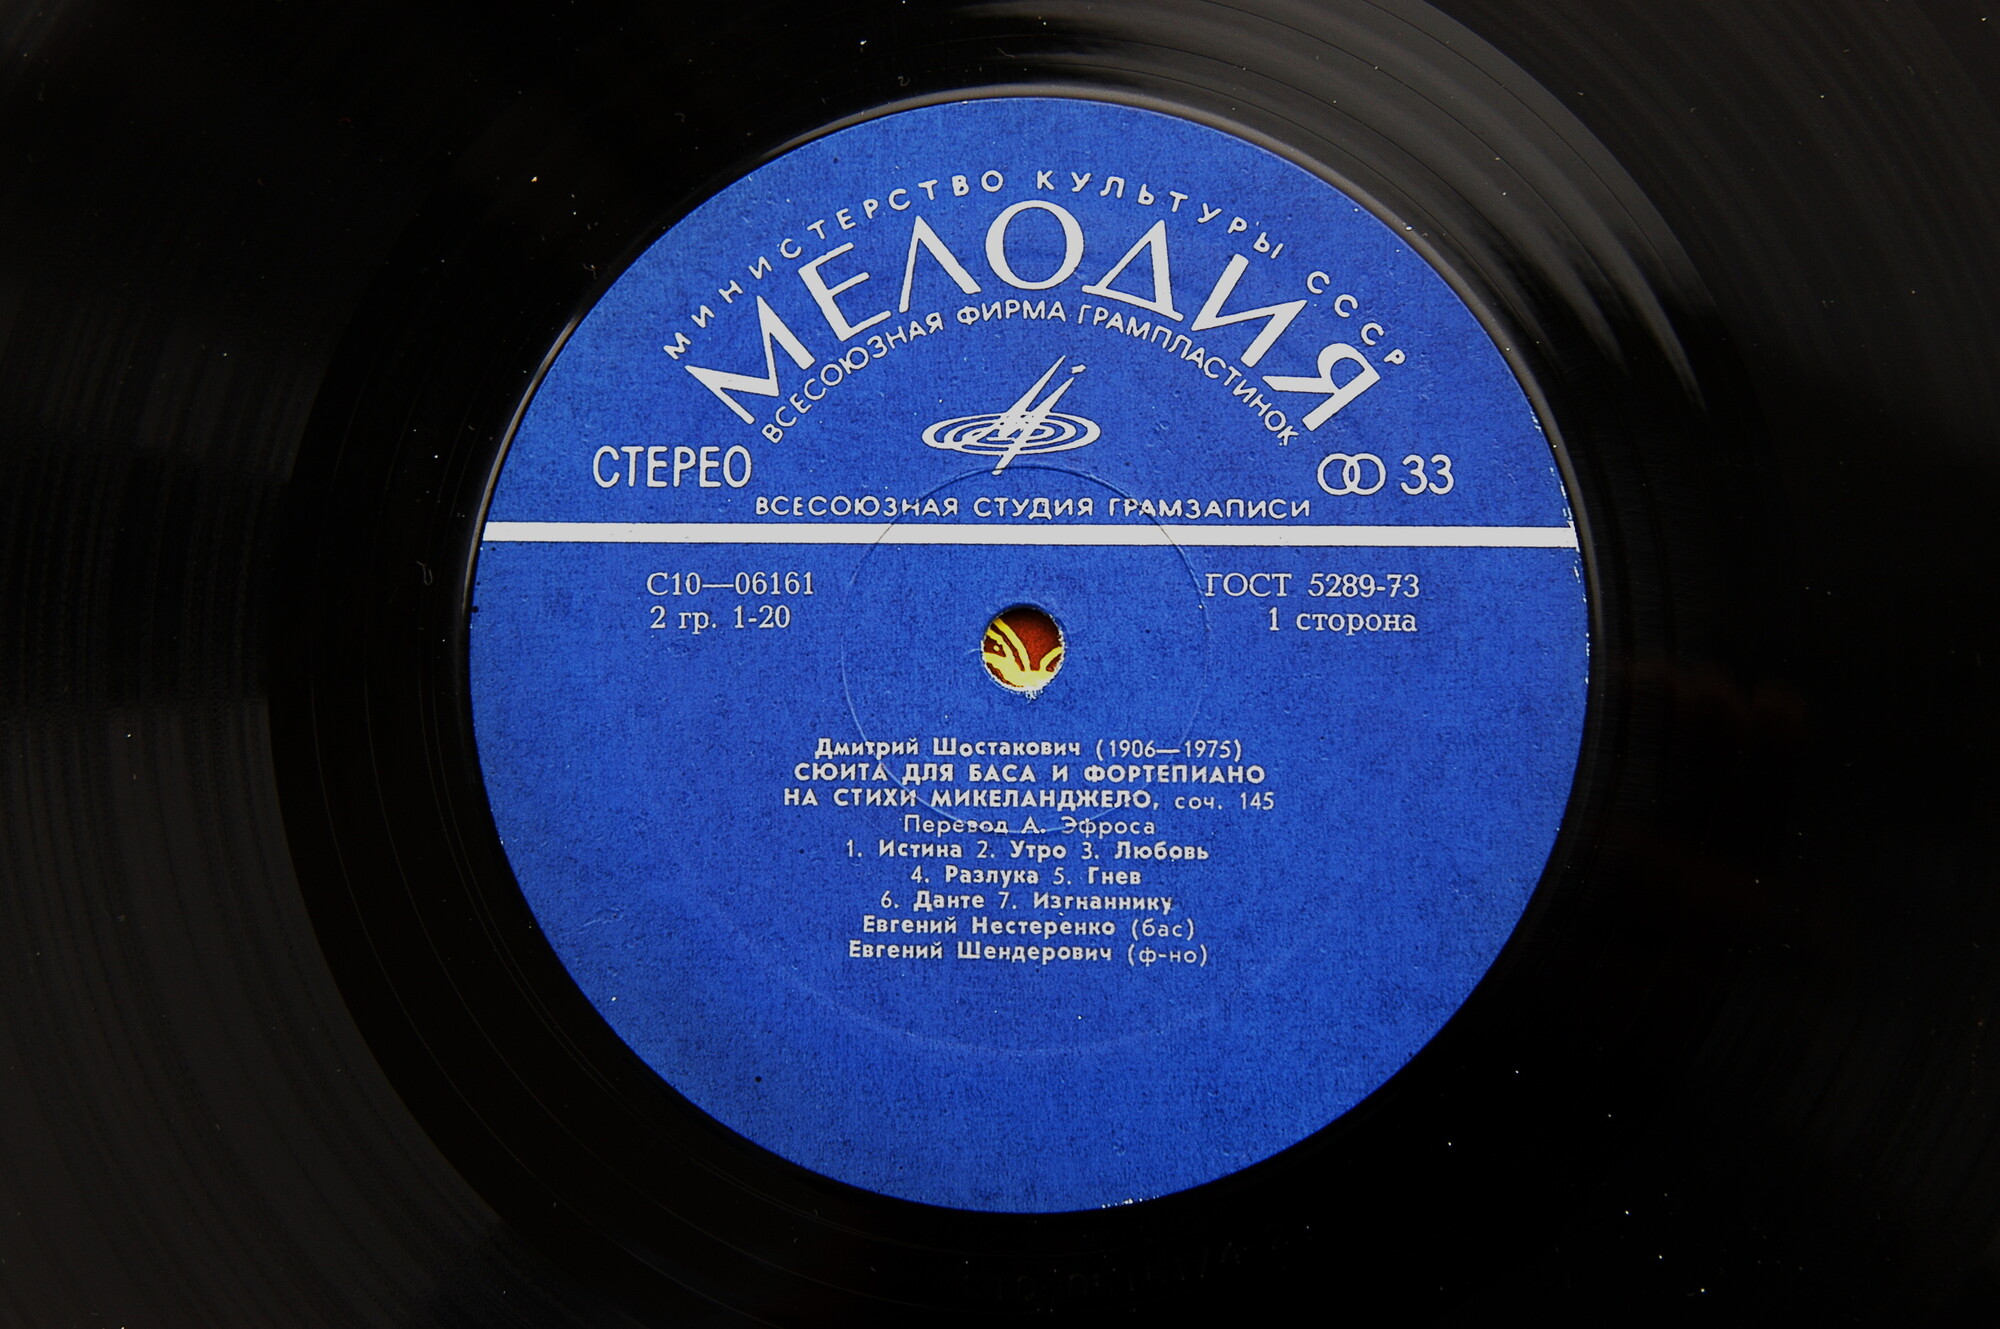 МИНИСТЕРСТВО КУЛЬТУРЫ СССР
МЕЛОДИЯ
ВСЕСОЮЗНАЯ ФИРМА ГРАМПЛАСТИНОК
СТЕРЕО
33
ВСЕСОЮЗНАЯ СТУДИЯ ГРАМЗАПИСИ
С10—06161
ГОСТ 5289-73
2 гр. 1-20
1 сторона
Дмитрий Шостакович (1906—1975)
СЮИТА ДЛЯ БАСА И ФОРТЕПИАНО
НА СТИХИ МИКЕЛАНДЖЕЛО, соч. 145
Перевод А. Эфроса
1. Истина 2. Утро 3. Любовь
4. Разлука 5. Гнев
6. Данте 7. Изгнаннику
Евгений Нестеренко (бас)
Евгений Шендерович (ф-но)